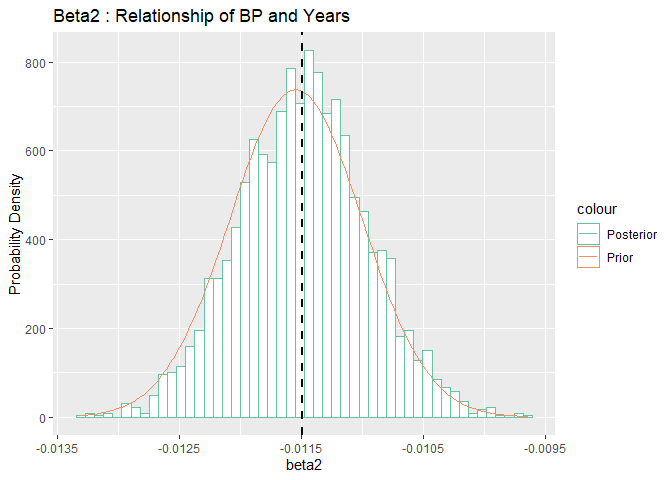 Beta2 : Relationship of BP and Years
Probability Density
800
600
400
200
0
-0.0135
-0.0125
-0.0115
-0.0105
-0.0095
beta2
colour
Posterior
Prior